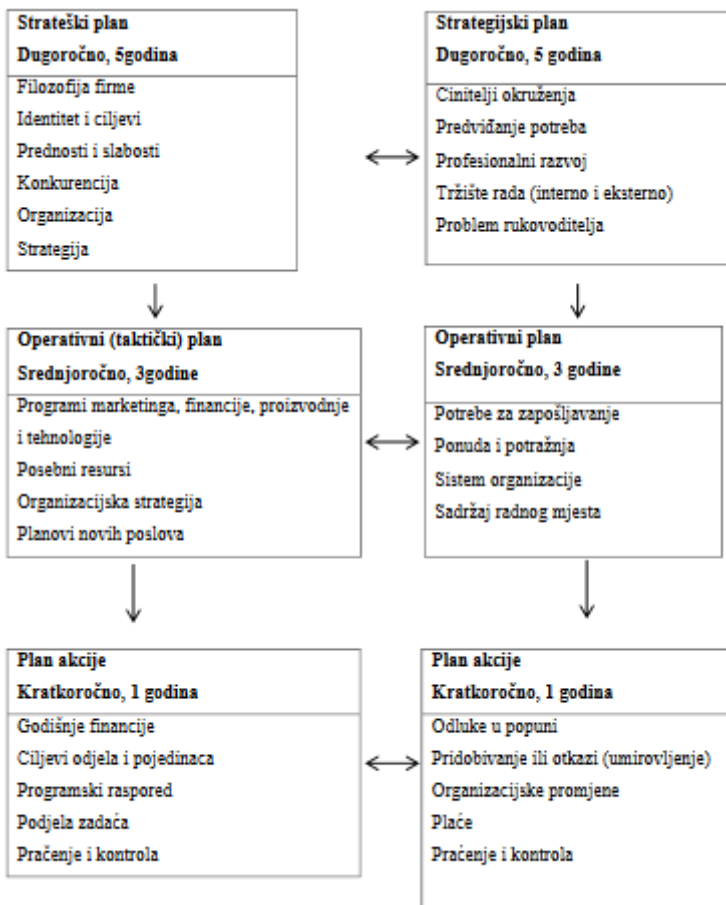 Strateški plan
Dugoročno, 5godina
Filozofija firme
Identitet i ciljevi
Prednosti i slabosti
Konkurencija
Organizacija
Strategija
Strategijski plan
Dugoročno, 5 godina
Cinitelji okruženja
Predviđanje potreba
Profesionalni razvoj
Tržište rada (interno i eksterno)
Problem rukovoditelja
Operativni (taktički) plan
Srednjoročno, 3godine
Programi marketinga, financije, proizvodnje
i tehnologije
Posebni resursi
Organizacijska strategija
Planovi novih poslova
Operativni plan
Srednjoročno, 3 godine
Potrebe za zapošljavanje
Ponuda i potražnja
Sistem organizacije
Sadržaj radnog mjesta
Plan akcije
Kratkoročno, 1 godina
Godišnje financije
Ciljevi odjela i pojedinaca
Programski raspored
Podjela zadaća
Pračenje i kontrola
Plan akcije
Kratkoročno, 1 godina
Odluke u popuni
Pridobivanje ili otkazi (umirovljenje)
Organizacijske promjene
Plaće
Praćenje i kontrola